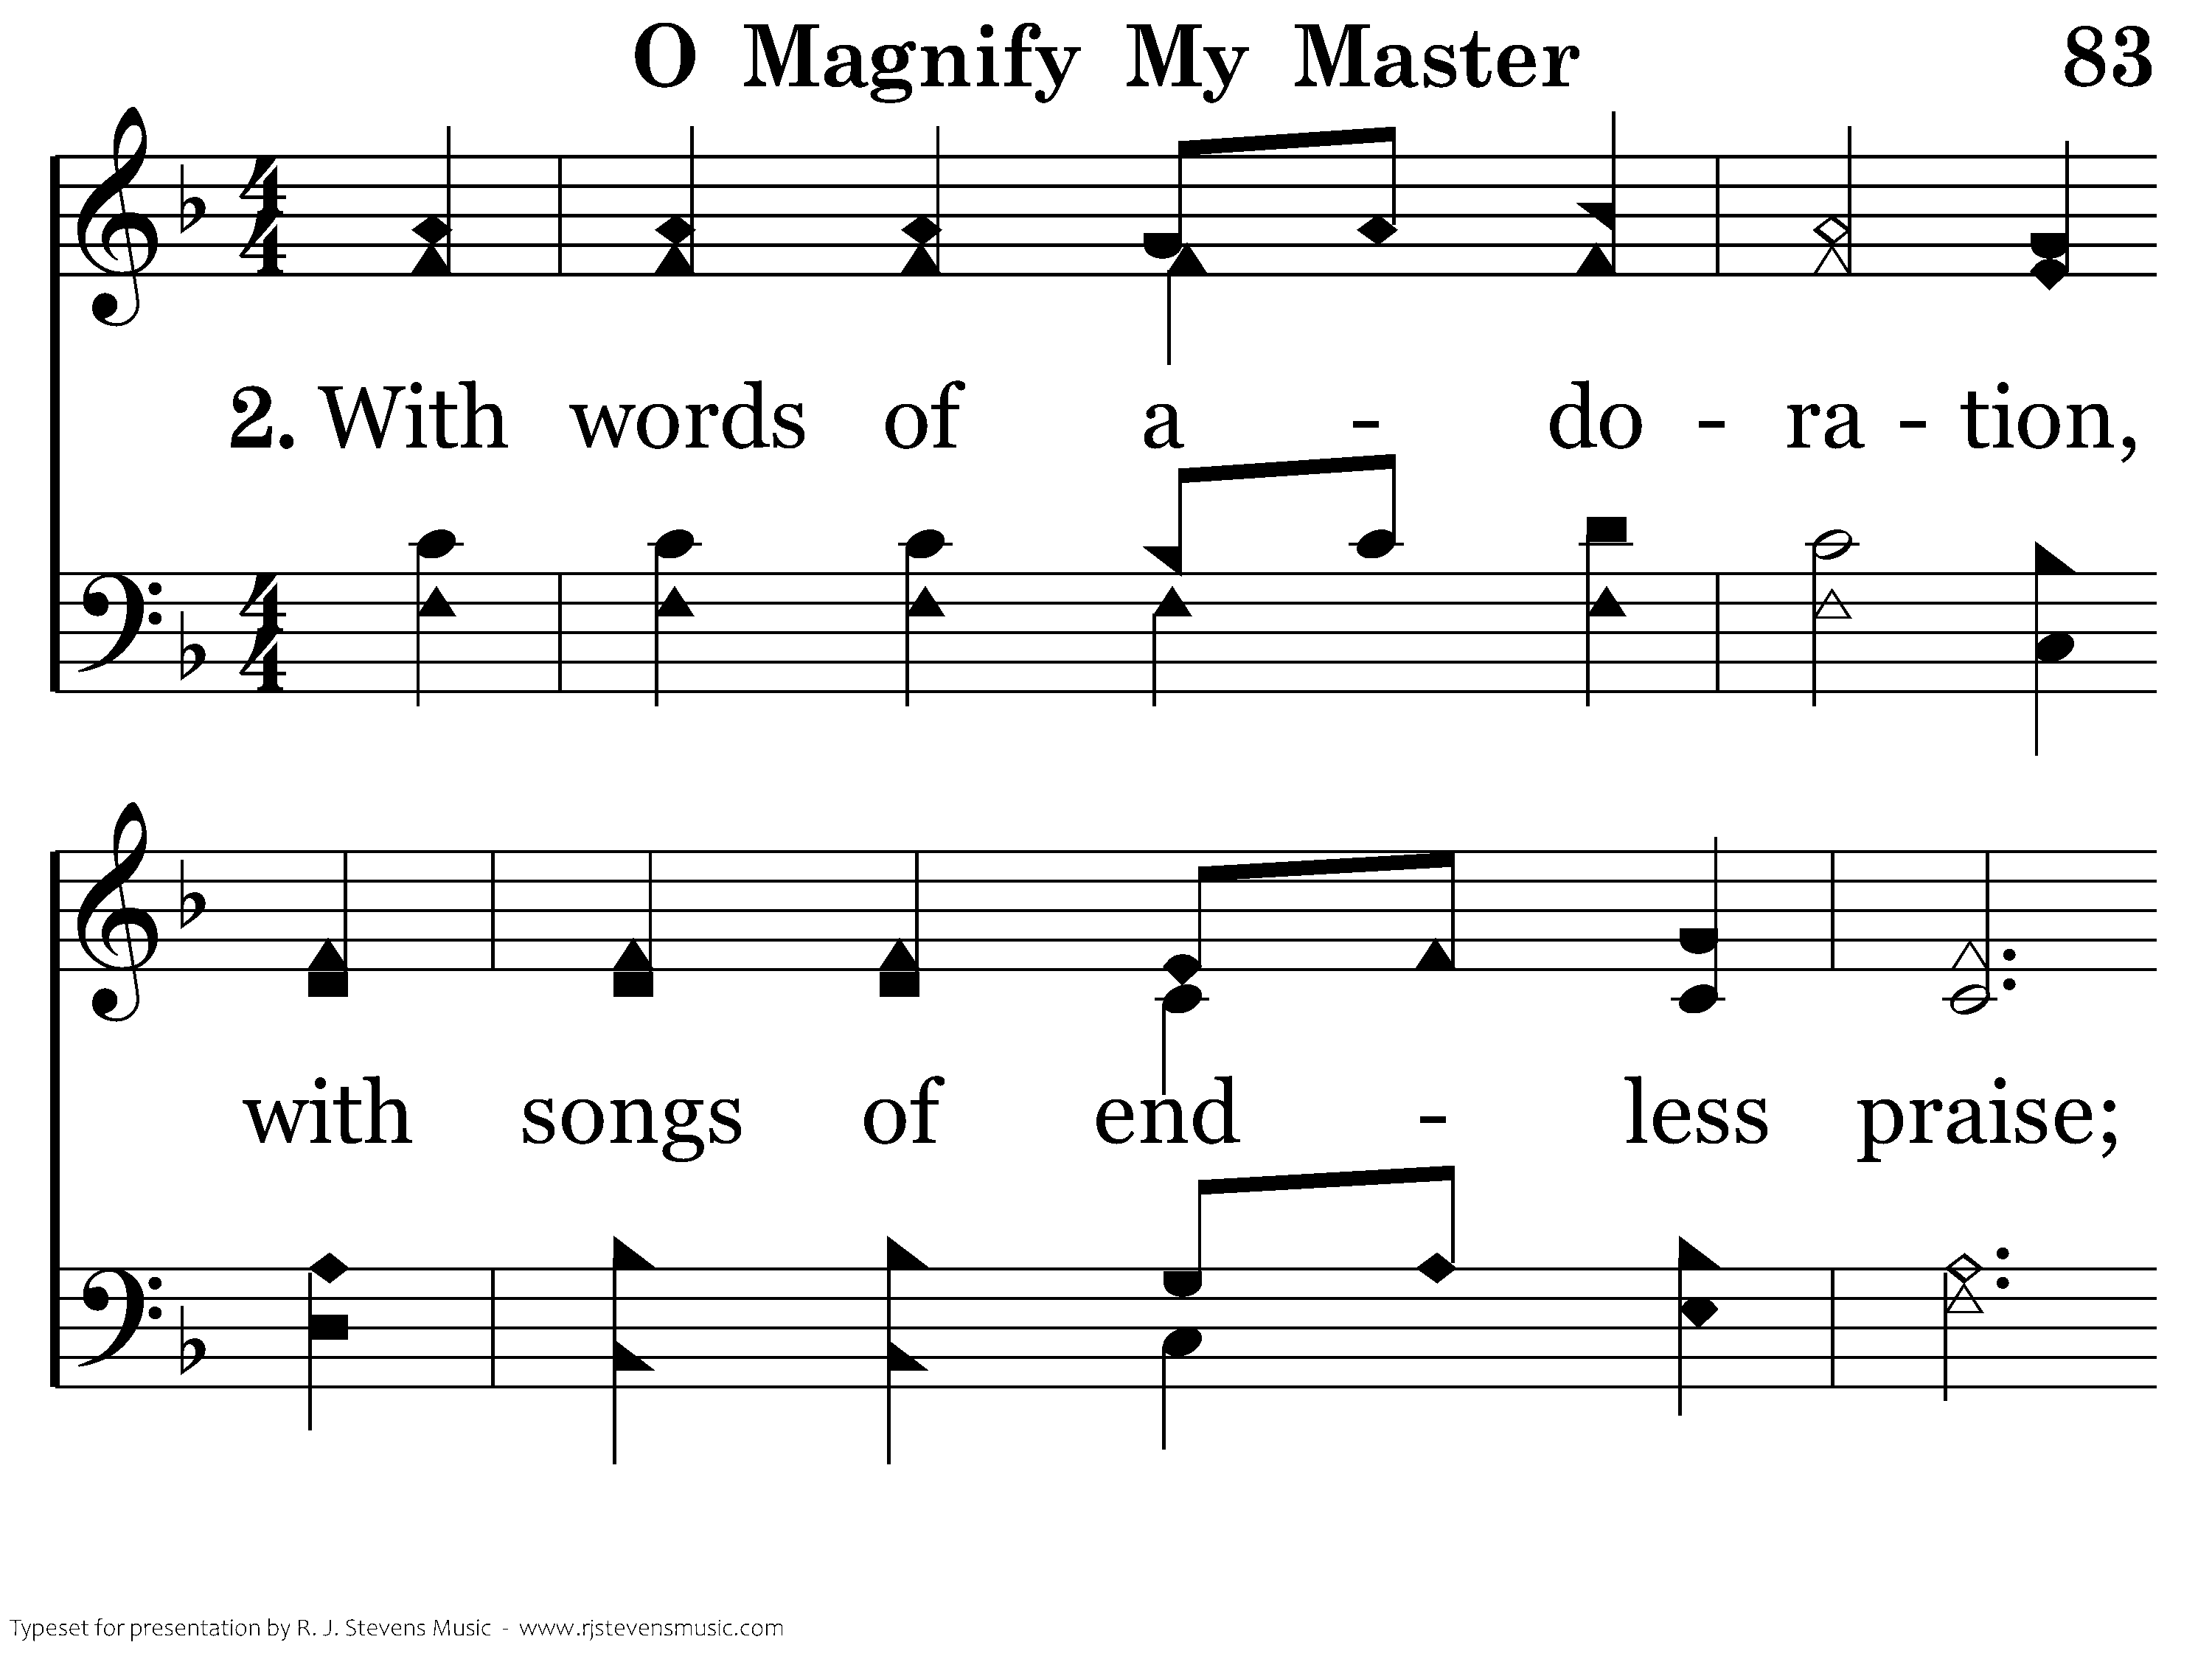 O Magnify My Master 83
2. With words of a - do - ra - tion,
with songs of end - less praise;
Typeset for presentation by R. J. Stevens Music - www.rjstevensmusic.com